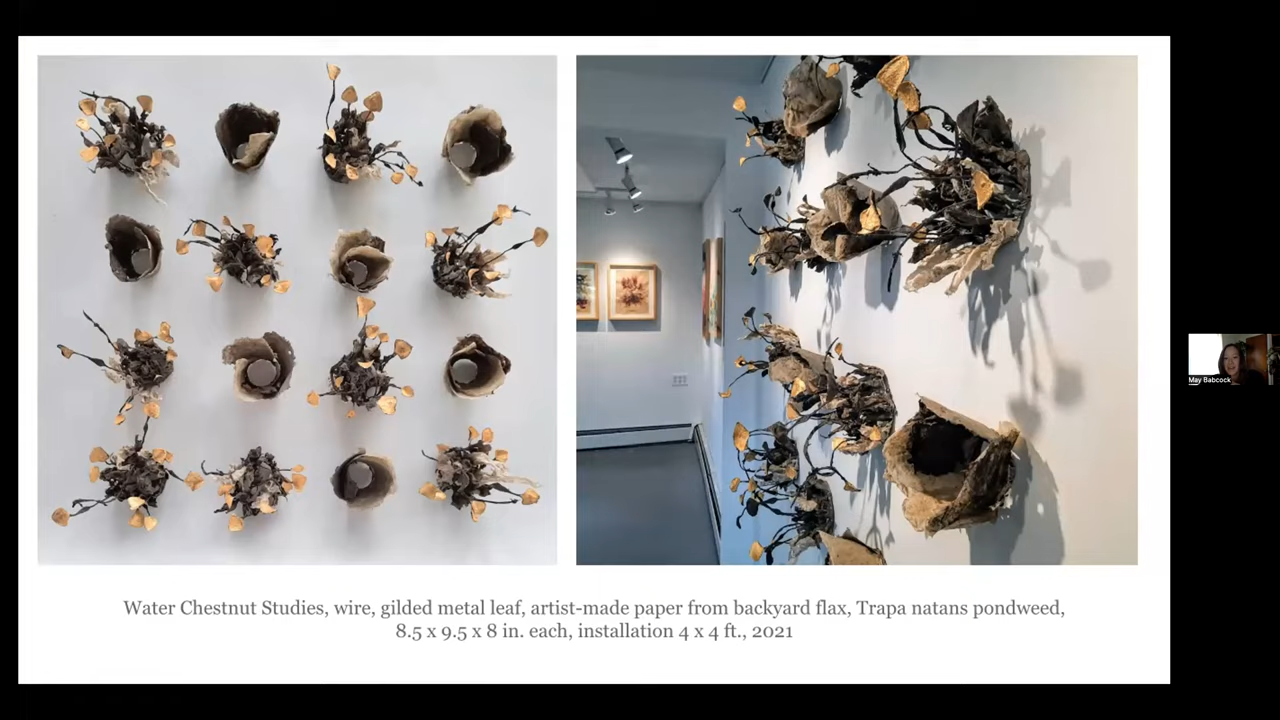 Water Chestnut Studies, wire, gilded metal leaf, artist-made paper from backyard flax, Trapa natans pondweed,
8.5 x 9.5 x 8 in. each, installation 4 x 4 ft., 2021
May Babcock